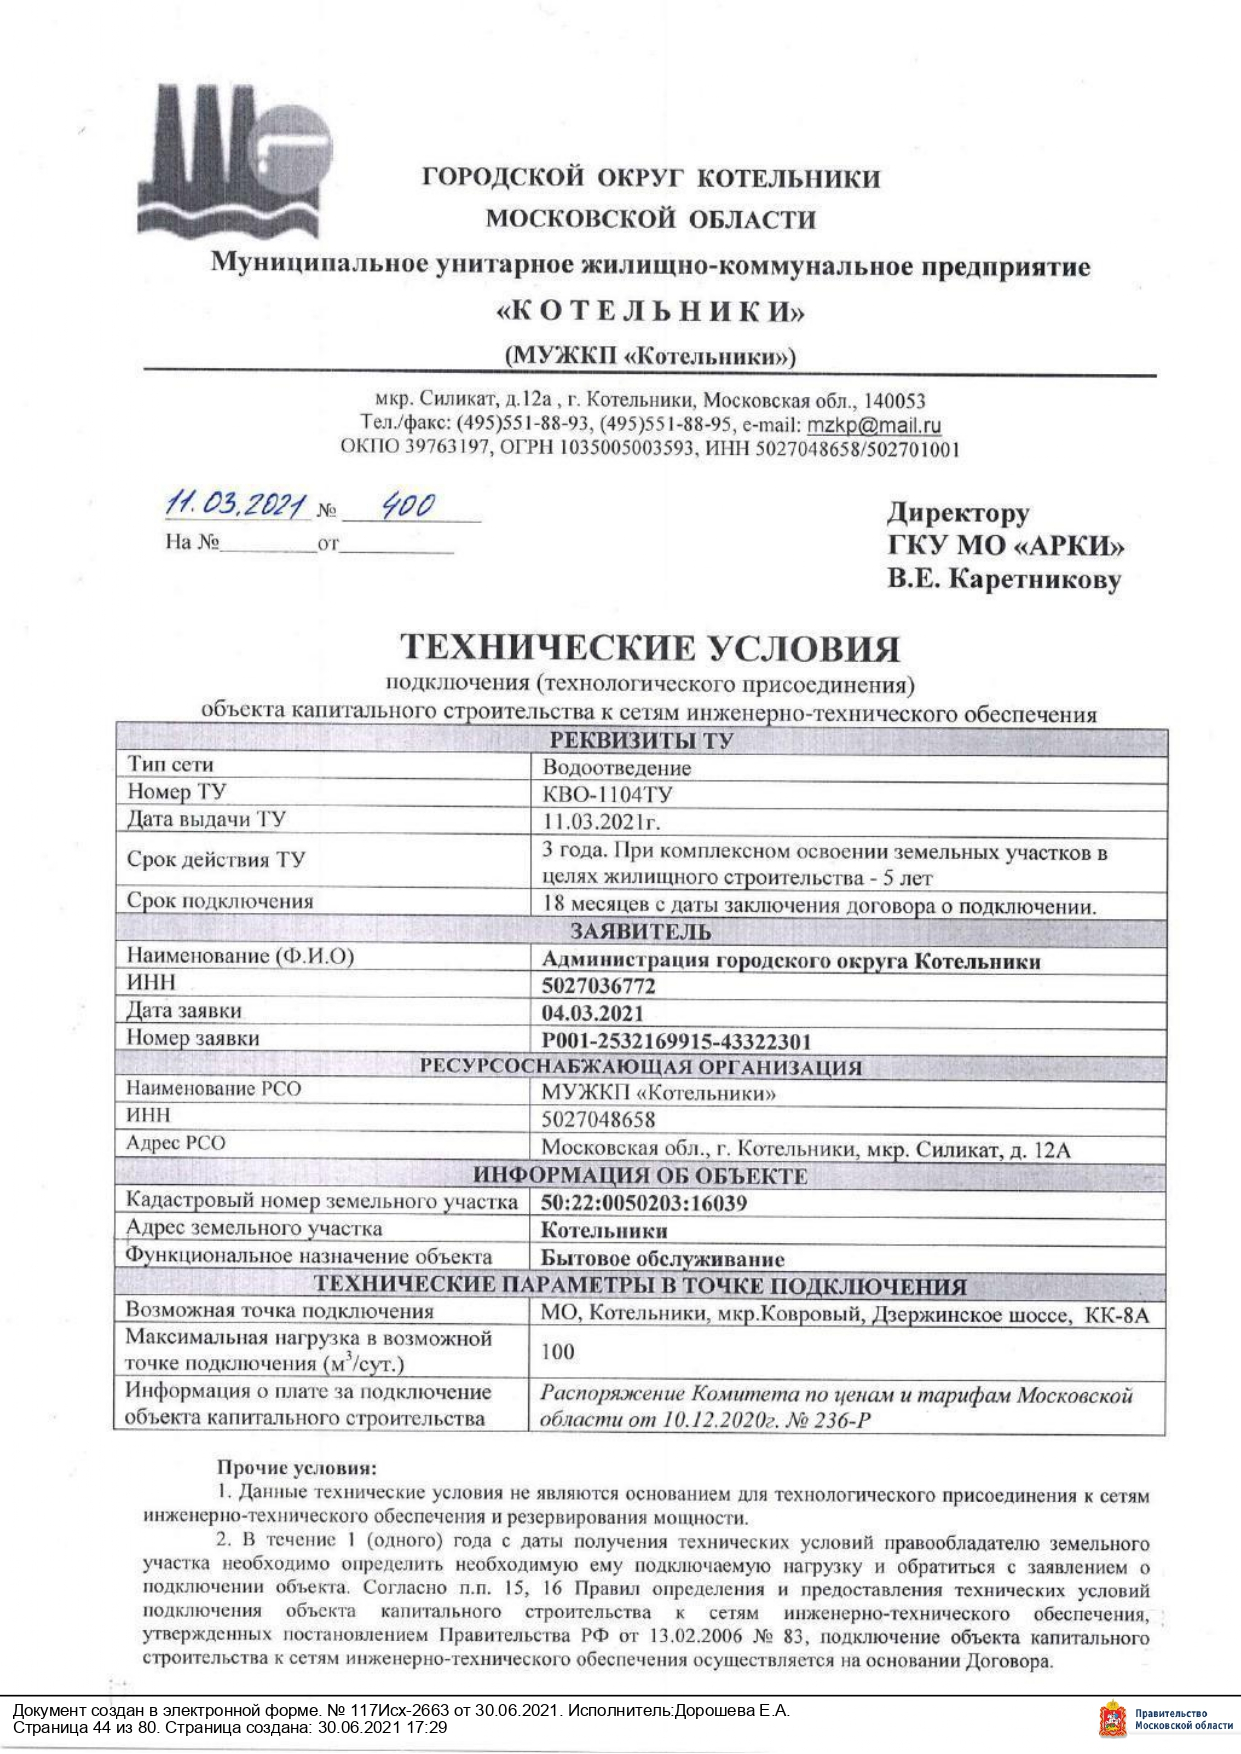 ГОРОДСКОЙ ОКРУГ КОТЕЛЬНИКИ
МОСКОВСКОЙ ОБЛАСТИ
Муниципальное унитарное жилищно-коммунальное предприятие
«К О Т Е Л Ь Н И К И»
(МУЖКП «Котельники»)
мкр. Силикат, д.12а , г. Котельники, Московская обл., 140053
Тел./факс: (495)551-88-93, (495)551-88-95, e-mail: mzkp@mail.ru
ОКПО 39763197, ОГРН 1035005003593, ИНН 5027048658/502701001
11.03.2021 № 400
На №________от_________
Директору
ГКУ МО «АРКИ»
В.Е. Каретникову
ТЕХНИЧЕСКИЕ УСЛОВИЯ
подключения (технологического присоединения)
объекта капитального строительства к сетям инженерно-технического обеспечения
РЕКВИЗИТЫ ТУ
Тип сети Водоотведение
Номер ТУ КВО-1104ТУ
Дата выдачи ТУ 11.03.2021г.
Срок действия ТУ 3 года. При комплексном освоении земельных участков в
целях жилищного строительства - 5 лет
Срок подключения 18 месяцев с даты заключения договора о подключении.
ЗАЯВИТЕЛЬ
Наименование (Ф.И.О) Администрация городского округа Котельники
ИНН 5027036772
Дата заявки 04.03.2021
Номер заявки P001-2532169915-43322301
РЕСУРСОСНАБЖАЮЩАЯ ОРГАНИЗАЦИЯ
Наименование РСО МУЖКП «Котельники»
ИНН 5027048658
Адрес РСО Московская обл., г. Котельники, мкр. Силикат, д. 12А
ИНФОРМАЦИЯ ОБ ОБЪЕКТЕ
Кадастровый номер земельного участка 50:22:0050203:16039
Адрес земельного участка Котельники
Функциональное назначение объекта Бытовое обслуживание
ТЕХНИЧЕСКИЕ ПАРАМЕТРЫ В ТОЧКЕ ПОДКЛЮЧЕНИЯ
Возможная точка подключения МО, Котельники, мкр.Ковровый, Дзержинское шоссе, КК-8А
Максимальная нагрузка в возможной
точке подключения (м³/сут.) 100
Информация о плате за подключение
объекта капитального строительства
Распоряжение Комитета по ценам и тарифам Московской
области от 10.12.2020г. № 236-Р
Прочие условия:
1. Данные технические условия не являются основанием для технологического присоединения к сетям
инженерно-технического обеспечения и резервирования мощности.
2. В течение 1 (одного) года с даты получения технических условий правообладателю земельного
участка необходимо определить необходимую ему подключаемую нагрузку и обратиться с заявлением о
подключении объекта. Согласно п.п. 15, 16 Правил определения и предоставления технических условий
подключения объекта капитального строительства к сетям инженерно-технического обеспечения,
утвержденных постановлением Правительства РФ от 13.02.2006 № 83, подключение объекта капитального
строительства к сетям инженерно-технического обеспечения осуществляется на основании Договора.
Документ создан в электронной форме. № 117Исх-2663 от 30.06.2021. Исполнитель:Дорошева Е.А.
Страница 44 из 80. Страница создана: 30.06.2021 17:29
Правительство
Московской области